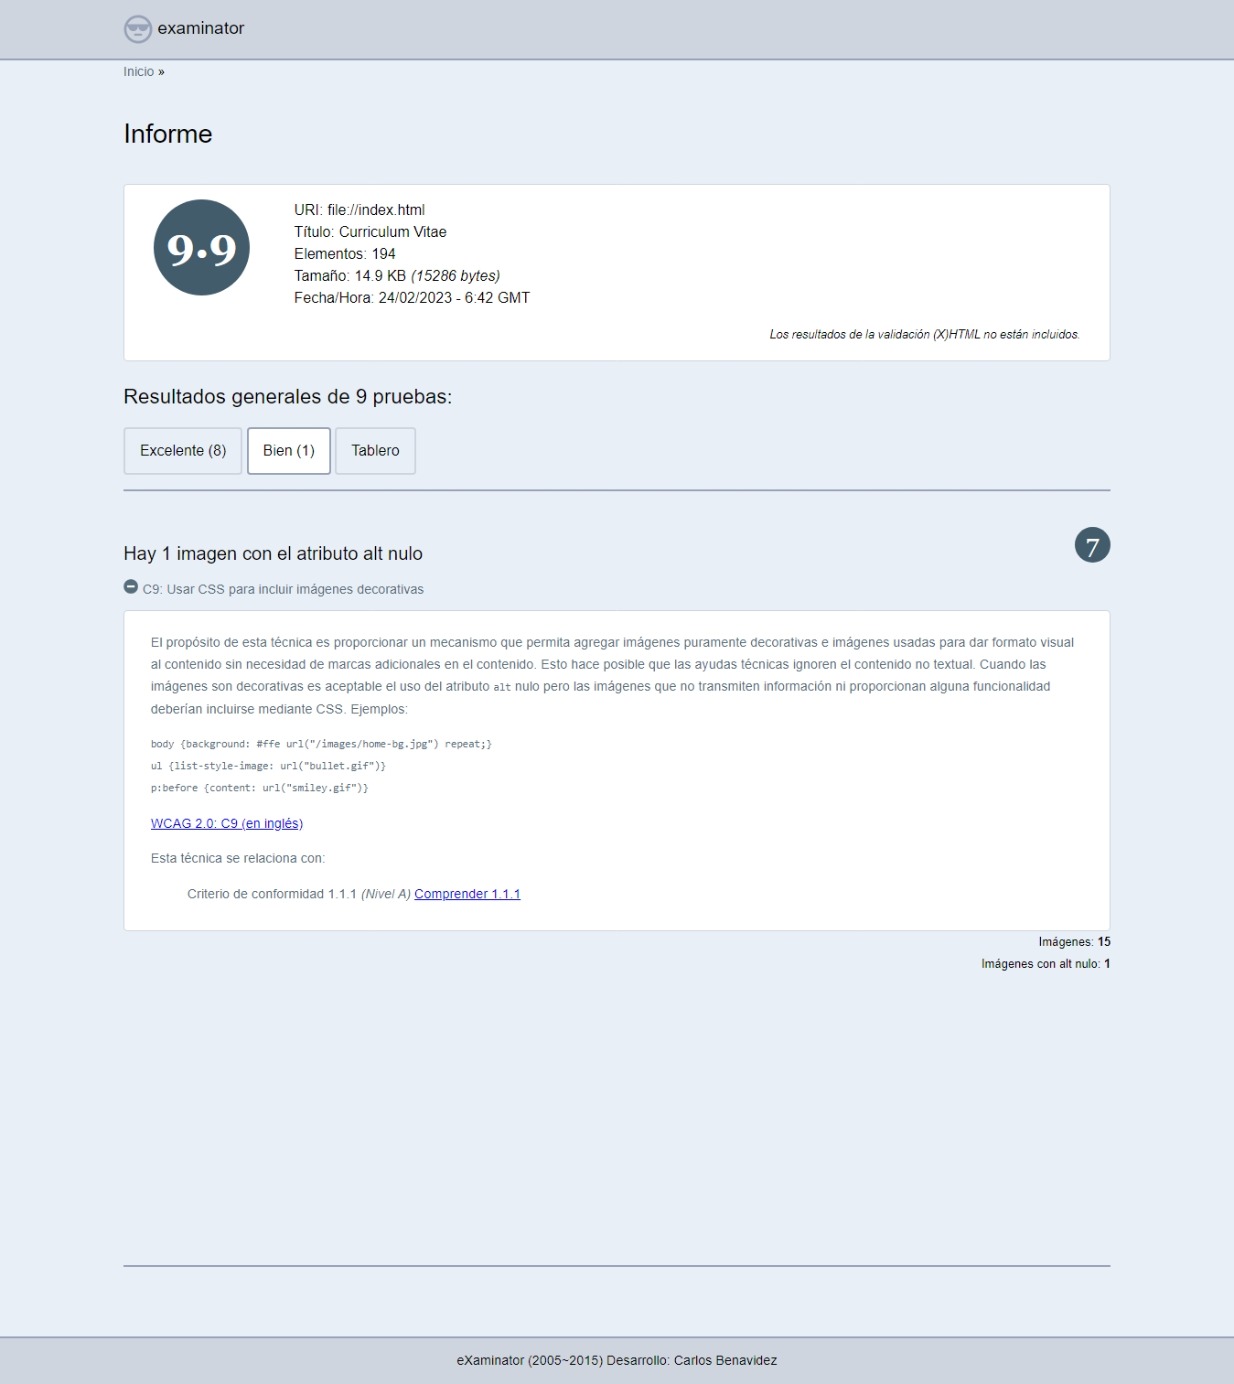 examinator
Inicio »
Informe
9.9
URI: file://index.html
Título: Curriculum Vitae
Elementos: 194
Tamaño: 14.9 KB (15286 bytes)
Fecha/Hora: 24/02/2023 - 6:42 GMT
Los resultados de la validación (X)HTML no están incluidos.
Resultados generales de 9 pruebas:
Excelente (8) Bien (1) Tablero
Hay 1 imagen con el atributo alt nulo 7
C9: Usar CSS para incluir imágenes decorativas
El propósito de esta técnica es proporcionar un mecanismo que permita agregar imágenes puramente decorativas e imágenes usadas para dar formato visual
al contenido sin necesidad de marcas adicionales en el contenido. Esto hace posible que las ayudas técnicas ignoren el contenido no textual. Cuando las
imágenes son decorativas es aceptable el uso del atributo alt nulo pero las imágenes que no transmiten información ni proporcionan alguna funcionalidad
deberían incluirse mediante CSS. Ejemplos:
body {background: #ffe url("/images/home-bg.jpg") repeat;}
ul {list-style-image: url("bullet.gif")}
p:before {content: url("smiley.gif")}
WCAG 2.0: C9 (en inglés)
Esta técnica se relaciona con:
Criterio de conformidad 1.1.1 (Nivel A) Comprender 1.1.1
Imágenes: 15
Imágenes con alt nulo: 1
eXaminator (2005~2015) Desarrollo: Carlos Benavidez